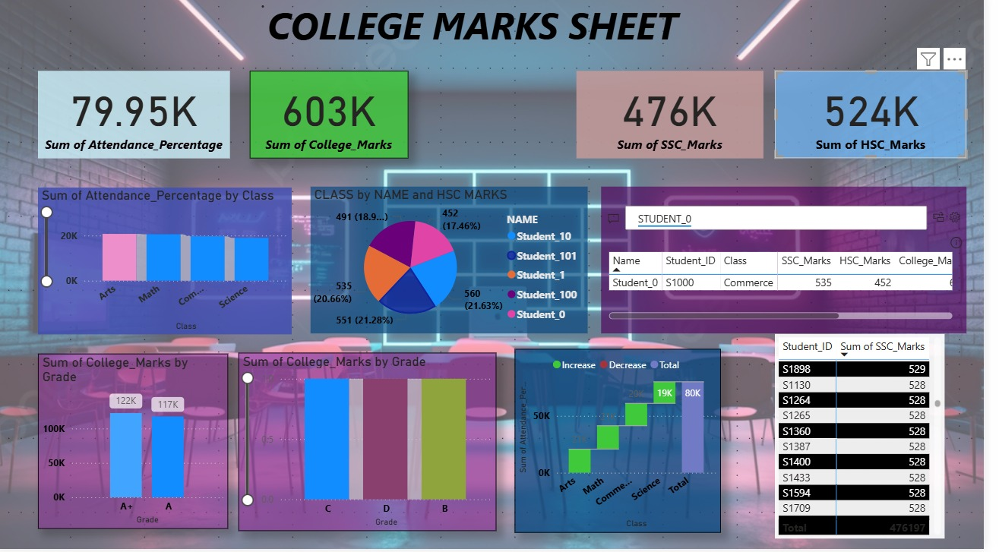 COLLEGE MARKS SHEET
79.95K
Sum of Attendance_Percentage
603K
Sum of College_Marks
476K
Sum of SSC_Marks
524K
Sum of HSC_Marks
Sum of Attendance_Percentage by Class
20K
0K
Arts
Math
Com...
Science
Class
CLASS by NAME and HSC MARKS
491 (18.9...)
452
(17.46%)
535
(20.66%)
560
(21.63%)
551 (21.28%)
NAME
Student_10
Student_101
Student_1
Student_100
Student_0
STUDENT_0
Name Student_ID Class SSC_Marks HSC_Marks College_Ma
Student_0 S1000 Commerce 535 452
Sum of College_Marks by
Grade
122K
117K
100K
50K
0K
A+ A
Grade
Sum of College_Marks by Grade
0.5
0.0
C D B
Grade
Increase Decrease Total
Sum of Attendance_Per...
50K
0K
19K
80K
Arts
Math
Comme...
Science
Total
Class
Student_ID Sum of SSC_Marks
S1898 529
S1130 528
S1264 528
S1265 528
S1360 528
S1387 528
S1400 528
S1433 528
S1594 528
S1709 528
Total 476197